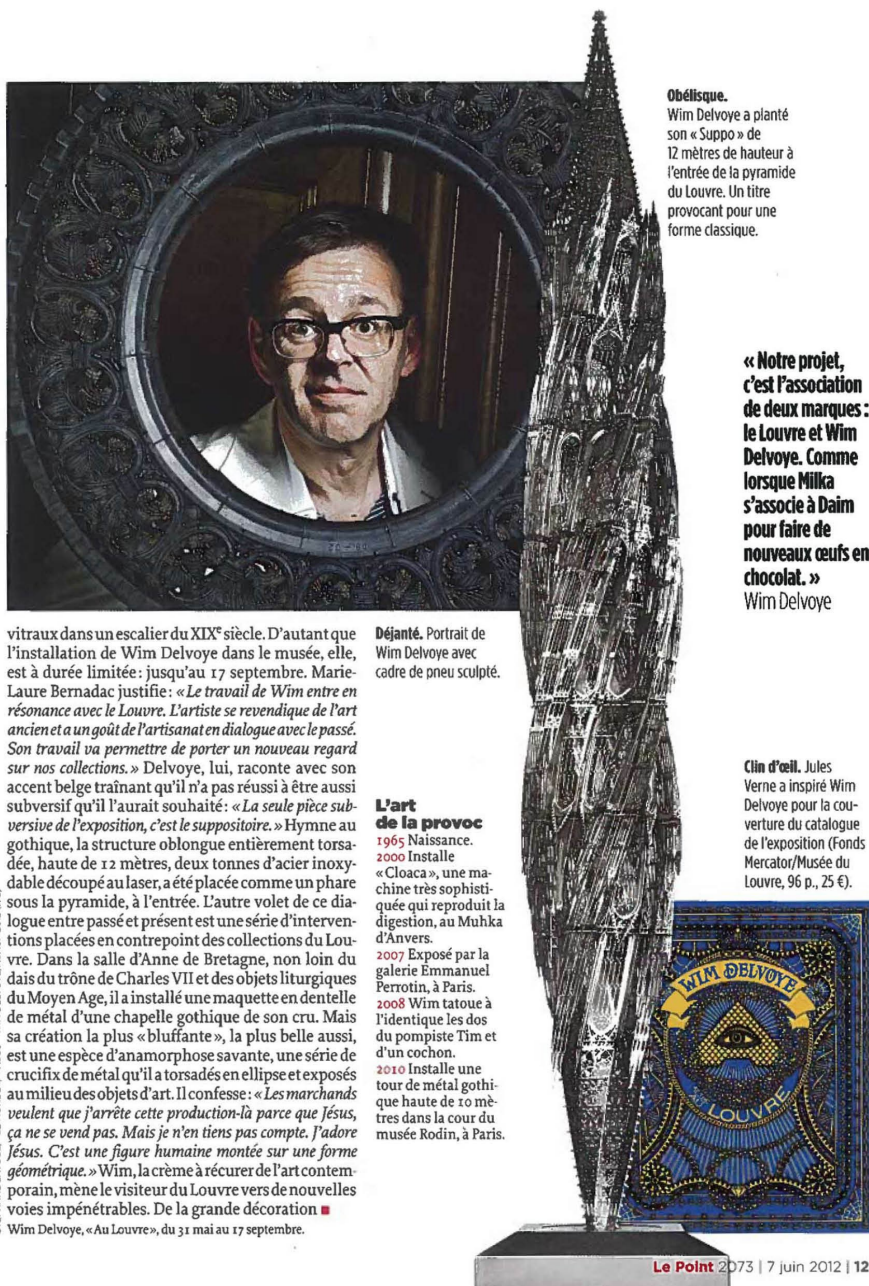 Obélisque.
Wim Delvoye a planté
son « Suppo » de
12 mètres de hauteur à
l'entrée de la pyramide
du Louvre. Un titre
provocant pour une
forme classique.
« Notre projet,
c'est l'association
de deux marques :
le Louvre et Wim
Delvoye. Comme
lorsque Milka
s'associe à Daim
pour faire de
nouveaux œufs en
chocolat. »
Wim Delvoye
vitraux dans un escalier du XIXe siècle. D'autant que
l'installation de Wim Delvoye dans le musée, elle,
est à durée limitée : jusqu'au 17 septembre. Marie-
Laure Bernadac justifie : « Le travail de Wim entre en
résonance avec le Louvre. L'artiste se revendique de l'art
ancien et a un goût de l'artisanat en dialogue avec le passé.
Son travail va permettre de porter un nouveau regard
sur nos collections. » Delvoye, lui, raconte avec son
accent belge traînant qu'il n'a pas réussi à être aussi
subversif qu'il l'aurait souhaité : « La seule pièce sub-
versive de l'exposition, c'est le suppositoire. » Hymne au
gothique, la structure oblongue entièrement torsa-
dée, haute de 12 mètres, deux tonnes d'acier inoxy-
dable découpé au laser, a été placée comme un phare
sous la pyramide, à l'entrée. L'autre volet de ce dia-
logue entre passé et présent est une série d'interven-
tions placées en contrepoint des collections du Lou-
vre. Dans la salle d'Anne de Bretagne, non loin du
dais du trône de Charles VII et des objets liturgiques
du Moyen Age, il a installé une maquette en dentelle
de métal d'une chapelle gothique de son cru. Mais
sa création la plus « bluffante », la plus belle aussi,
est une espèce d'anamorphose savante, une série de
crucifix de métal qu'il a torsadés en ellipse et exposés
au milieu des objets d'art. Il confesse : « Les marchands
veulent que j'arrête cette production-là parce que Jésus,
ça ne se vend pas. Mais je n'en tiens pas compte. J'adore
Jésus. C'est une figure humaine montée sur une forme
géométrique. » Wim, la crème à récurer de l'art contem-
porain, mène le visiteur du Louvre vers de nouvelles
voies impénétrables. De la grande décoration ■
Wim Delvoye, « Au Louvre », du 31 mai au 17 septembre.
Déjanté. Portrait de
Wim Delvoye avec
cadre de pneu sculpté.
L'art
de la provoc
1965 Naissance.
2000 Installe
« Cloaca », une ma-
chine très sophisti-
quée qui reproduit la
digestion, au Muhka
d'Anvers.
2007 Exposé par la
galerie Emmanuel
Perrotin, à Paris.
2008 Wim tatoue à
l'identique les dos
du pompiste Tim et
d'un cochon.
2010 Installe une
tour de métal gothi-
que haute de 10 mè-
tres dans la cour du
musée Rodin, à Paris.
Clin d'œil. Jules
Verne a inspiré Wim
Delvoye pour la cou-
verture du catalogue
de l'exposition (Fonds
Mercator/Musée du
Louvre, 96 p., 25 €).
WIM DELVOYE
AU LOUVRE
Le Point 2073 | 7 juin 2012 | 12